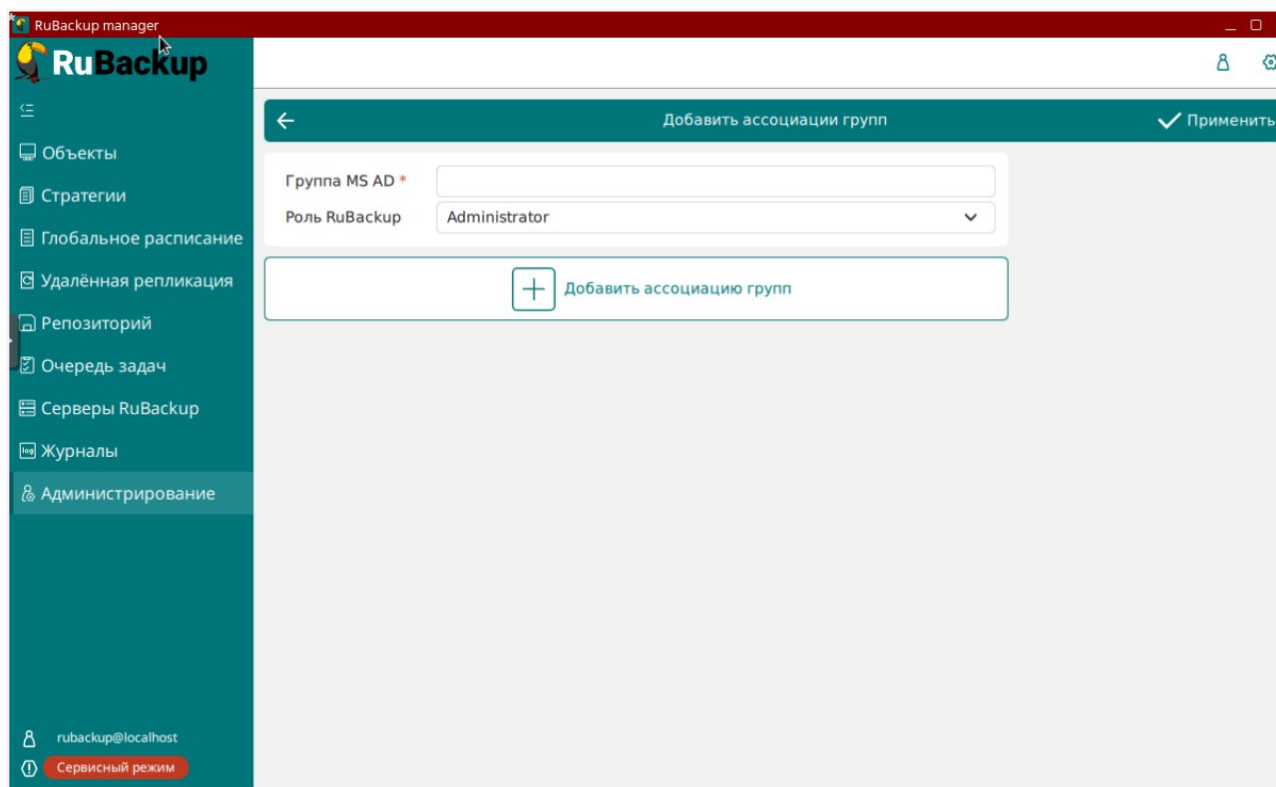 RuBackup manager
RuBackup
Добавить ассоциации групп
Применить
Объекты
Стратегии
Глобальное расписание
Удалённая репликация
Репозиторий
Очередь задач
Серверы RuBackup
log Журналы
Администрирование
Группа MS AD *
Роль RuBackup Administrator
Добавить ассоциацию групп
rubackup@localhost
Сервисный режим